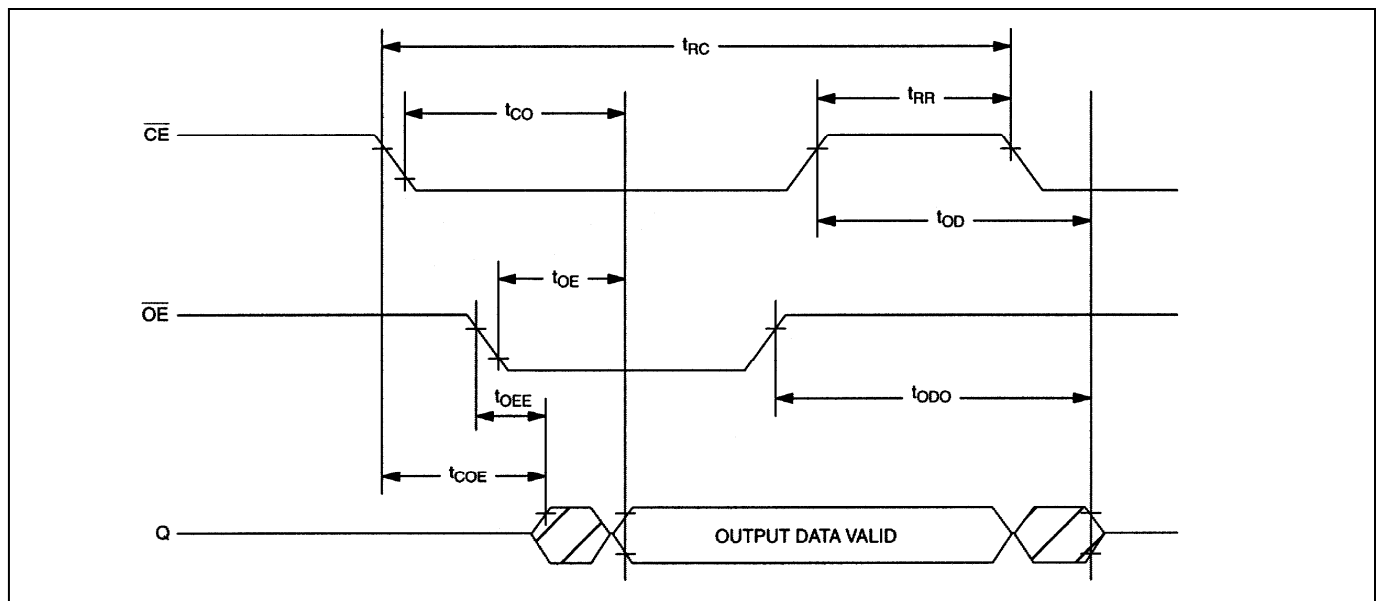 tRC
tRR
tCO
CE
tOD
tOE
OE
tOEE
tODO
tCOE
Q
OUTPUT DATA VALID